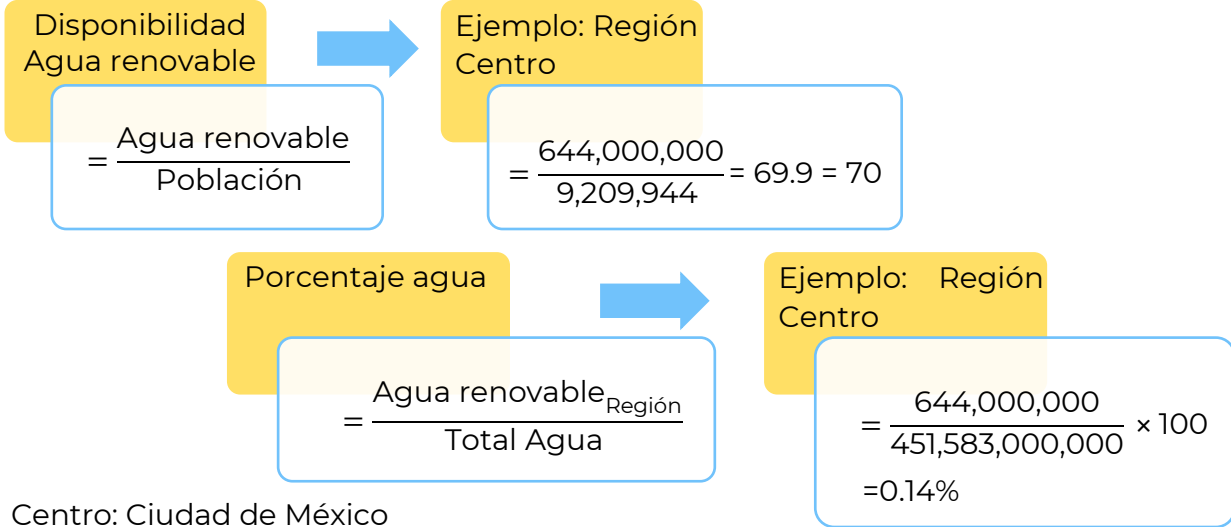 Disponibilidad
Agua renovable
= Agua renovable
Población
Ejemplo: Región
Centro
= 644,000,000
9,209,944
= 69.9 = 70
Porcentaje agua
= Agua renovable Región
Total Agua
Ejemplo: Región
Centro
= 644,000,000
451,583,000,000
× 100
=0.14%
Centro: Ciudad de México